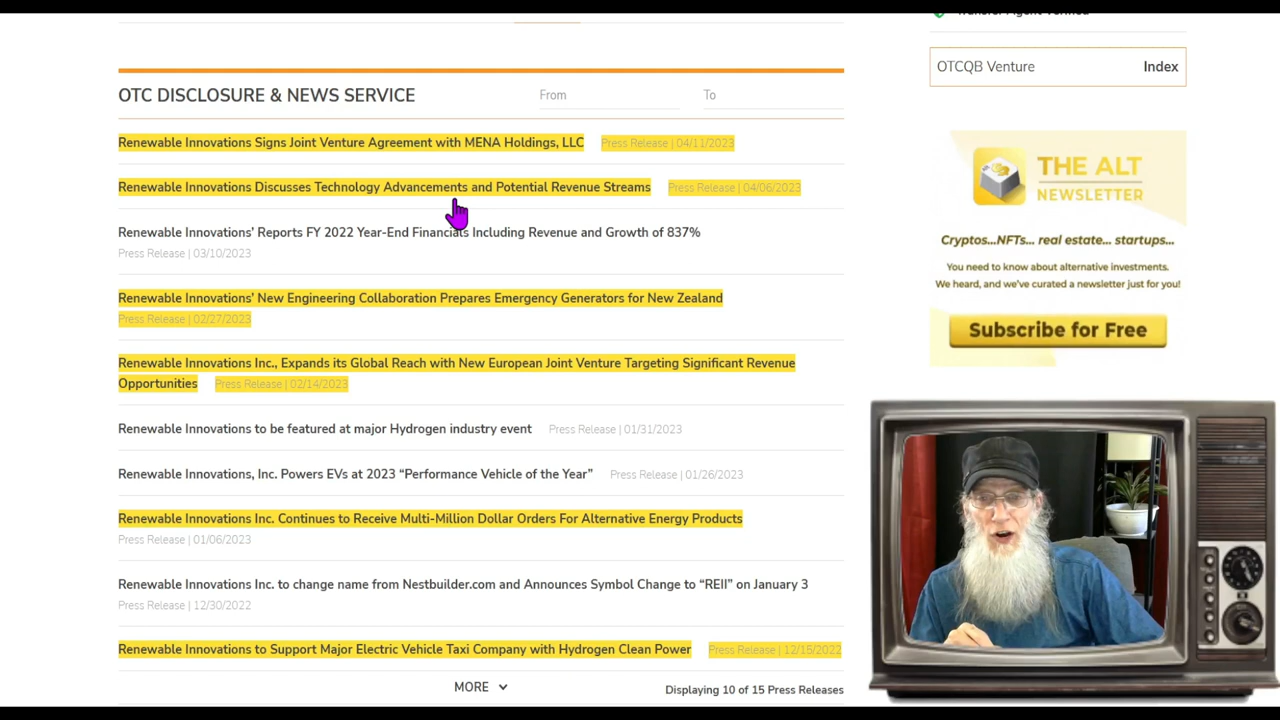 Transfer Agent Verified
OTCQB Venture Index
OTC DISCLOSURE & NEWS SERVICE From To
Renewable Innovations Signs Joint Venture Agreement with MENA Holdings, LLC Press Release | 04/11/2023
Renewable Innovations Discusses Technology Advancements and Potential Revenue Streams Press Release | 04/06/2023
Renewable Innovations' Reports FY 2022 Year-End Financials Including Revenue and Growth of 837%
Press Release | 03/10/2023
Renewable Innovations' New Engineering Collaboration Prepares Emergency Generators for New Zealand
Press Release | 02/27/2023
Renewable Innovations Inc., Expands its Global Reach with New European Joint Venture Targeting Significant Revenue
Opportunities Press Release | 02/14/2023
Renewable Innovations to be featured at major Hydrogen industry event Press Release | 01/31/2023
Renewable Innovations, Inc. Powers EVs at 2023 “Performance Vehicle of the Year” Press Release | 01/26/2023
Renewable Innovations Inc. Continues to Receive Multi-Million Dollar Orders For Alternative Energy Products
Press Release | 01/06/2023
Renewable Innovations Inc. to change name from Nestbuilder.com and Announces Symbol Change to “REII” on January 3
Press Release | 12/30/2022
Renewable Innovations to Support Major Electric Vehicle Taxi Company with Hydrogen Clean Power Press Release | 12/15/2022
MORE
Displaying 10 of 15 Press Releases
THE ALT
NEWSLETTER
Cryptos...NFTs... real estate... startups...
You need to know about alternative investments.
We heard, and we've curated a newsletter just for you!
Subscribe for Free